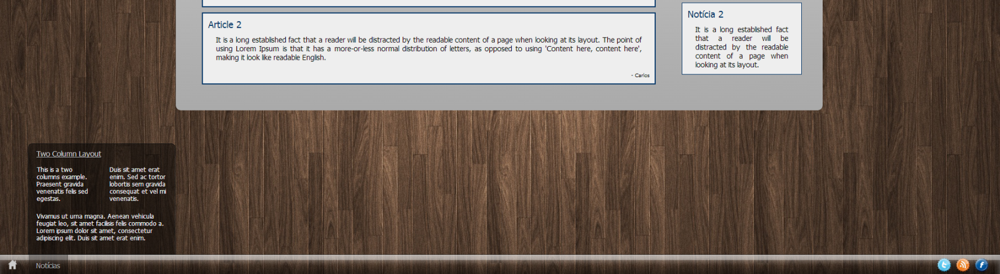 Article 2
It is a long established fact that a reader will be distracted by the readable content of a page when looking at its layout. The point of
using Lorem Ipsum is that it has a more-or-less normal distribution of letters, as opposed to using 'Content here, content here',
making it look like readable English.
- Carlos
Notícia 2
It is a long established fact
that a reader will be
distracted by the readable
content of a page when
looking at its layout.
Two Column Layout
This is a two
columns example.
Praesent gravida
venenatis felis sed
egestas.
Duis sit amet erat
enim. Sed ac tortor
lobortis sem gravida
consequat et vel mi
venenatis.
Vivamus ut urna magna. Aenean vehicula
feugiat leo, sit amet facilisis felis commodo a.
Lorem ipsum dolor sit amet, consectetur
adipiscing elit. Duis sit amet erat enim.
Notícias